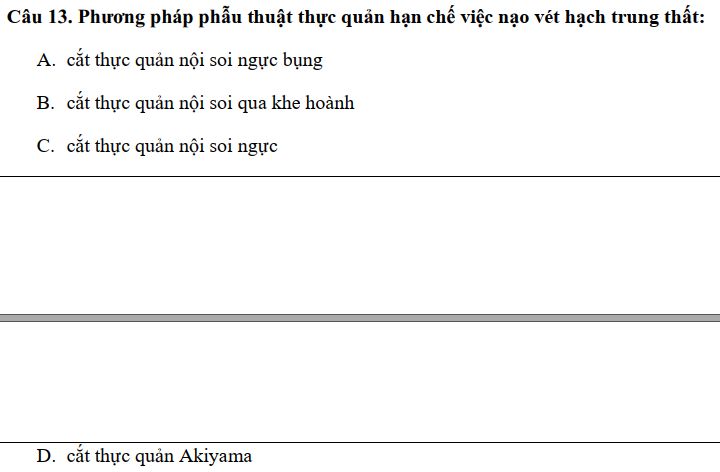 Câu 13. Phương pháp phẫu thuật thực quản hạn chế việc nạo vét hạch trung thất:
A. cắt thực quản nội soi ngực bụng
B. cắt thực quản nội soi qua khe hoành
C. cắt thực quản nội soi ngực
D. cắt thực quản Akiyama